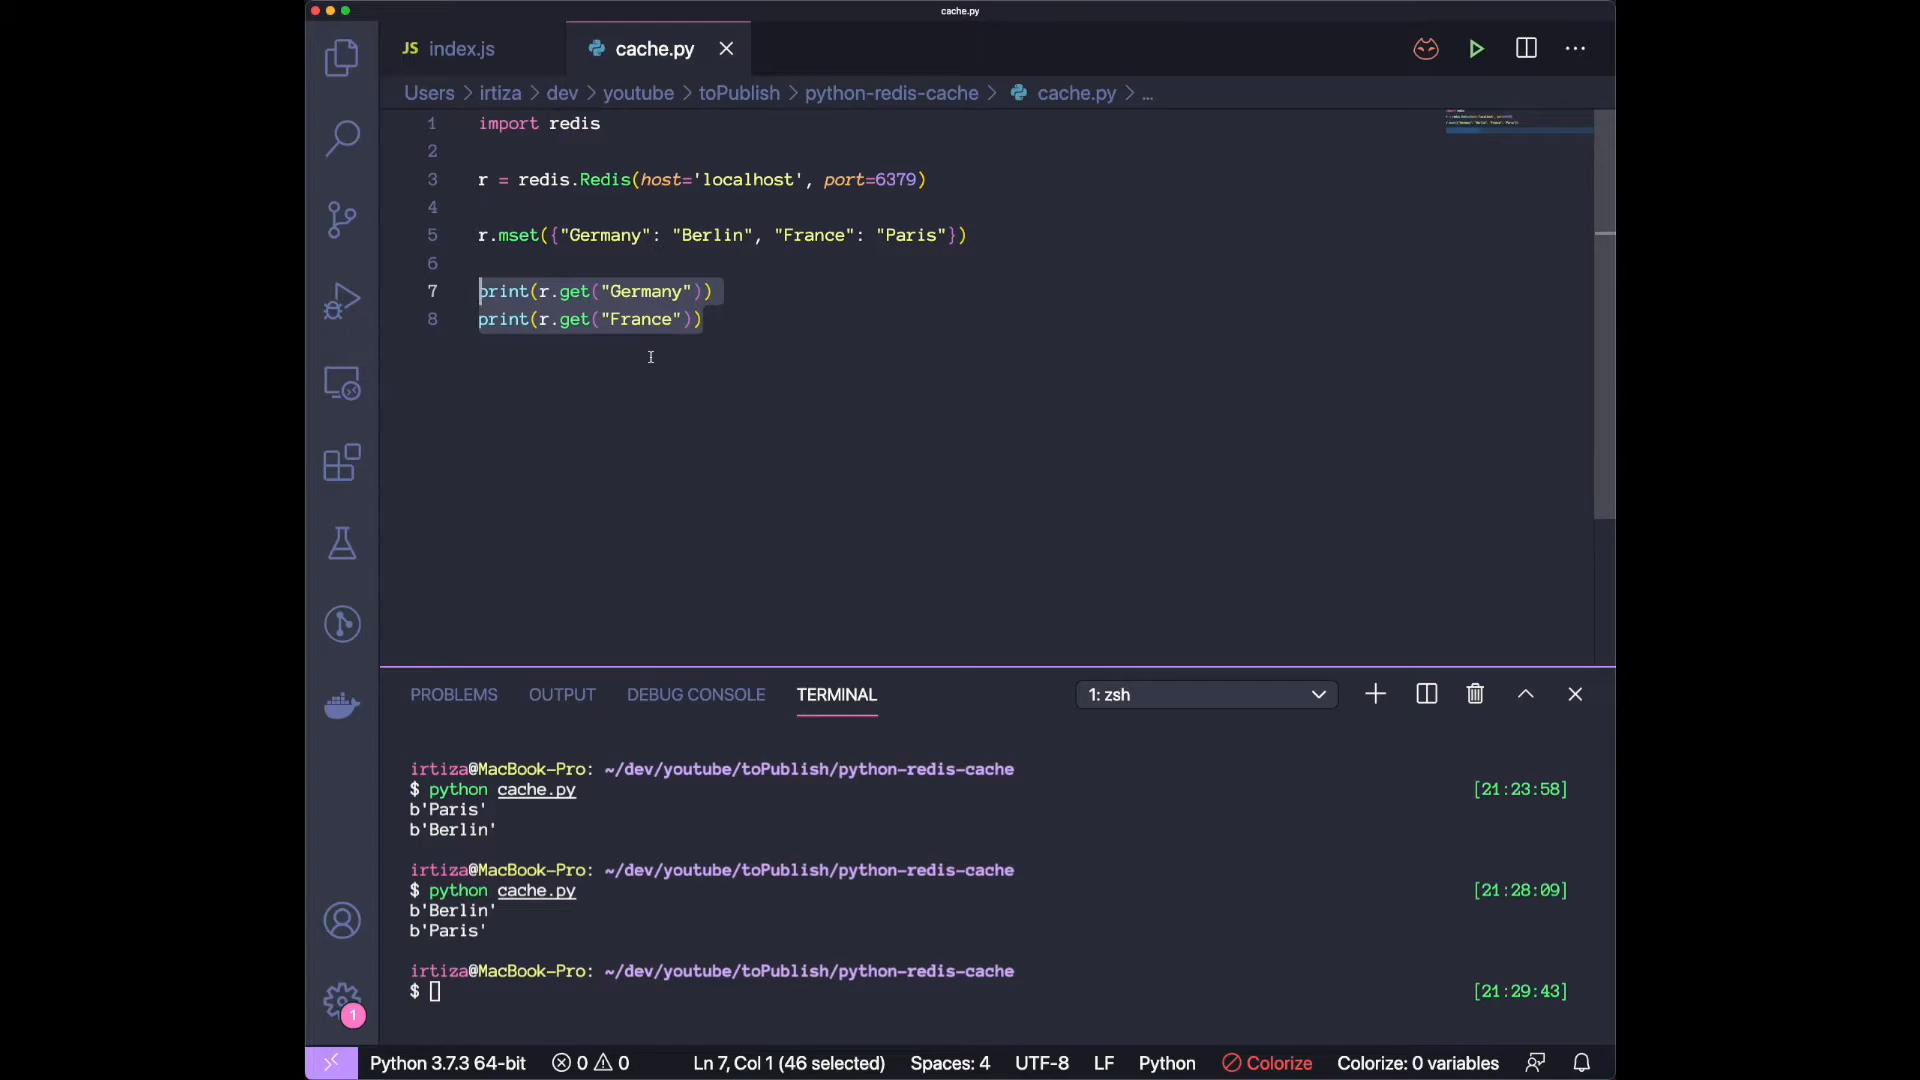 cache.py
JS index.js
cache.py
Users > irtiza > dev > youtube > toPublish > python-redis-cache > cache.py > ...
1 import redis
2
3 r = redis.Redis(host='localhost', port=6379)
4
5 r.mset({"Germany": "Berlin", "France": "Paris"})
6
7 print(r.get("Germany"))
8 print(r.get("France"))
PROBLEMS OUTPUT DEBUG CONSOLE TERMINAL 1: zsh
irtiza@MacBook-Pro: ~/dev/youtube/toPublish/python-redis-cache
$ python cache.py [21:23:58]
b'Paris'
b'Berlin'
irtiza@MacBook-Pro: ~/dev/youtube/toPublish/python-redis-cache
$ python cache.py [21:28:09]
b'Berlin'
b'Paris'
irtiza@MacBook-Pro: ~/dev/youtube/toPublish/python-redis-cache
$ [21:29:43]
1
Python 3.7.3 64-bit 0 0 Ln 7, Col 1 (46 selected) Spaces: 4 UTF-8 LF Python Colorize Colorize: 0 variables